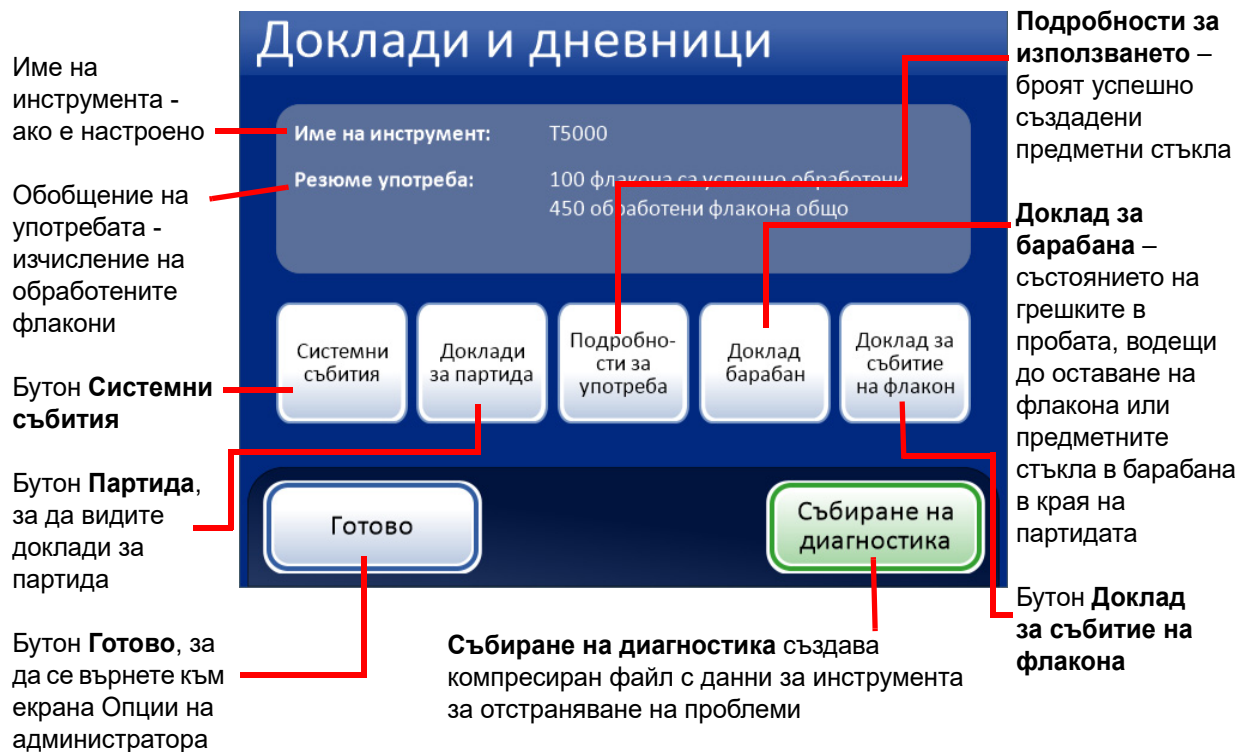 Доклади и дневници
Име на
инструмента -
ако е настроено
Обобщение на
употребата -
изчисление на
обработените
флакони
Бутон Системни
събития
Бутон Партида,
за да видите
доклади за
партида
Бутон Готово, за
да се върнете към
екрана Опции на
администратора
Име на инструмент: T5000
Резюме употреба: 100 флакона са успешно обработени
450 обработени флакона общо
Системни
събития
Доклади
за партида
Подробно-
сти за
употреба
Доклад
барабан
Доклад за
събитие
на флакон
Готово
Събиране на
диагностика
Събиране на диагностика създава
компресиран файл с данни за инструмента
за отстраняване на проблеми
Подробности за
използването –
броят успешно
създадени
предметни стъкла
Доклад за
барабана –
състоянието на
грешките в
пробата, водещи
до оставане на
флакона или
предметните
стъкла в барабана
в края на
партидата
Бутон Доклад
за събитие на
флакона